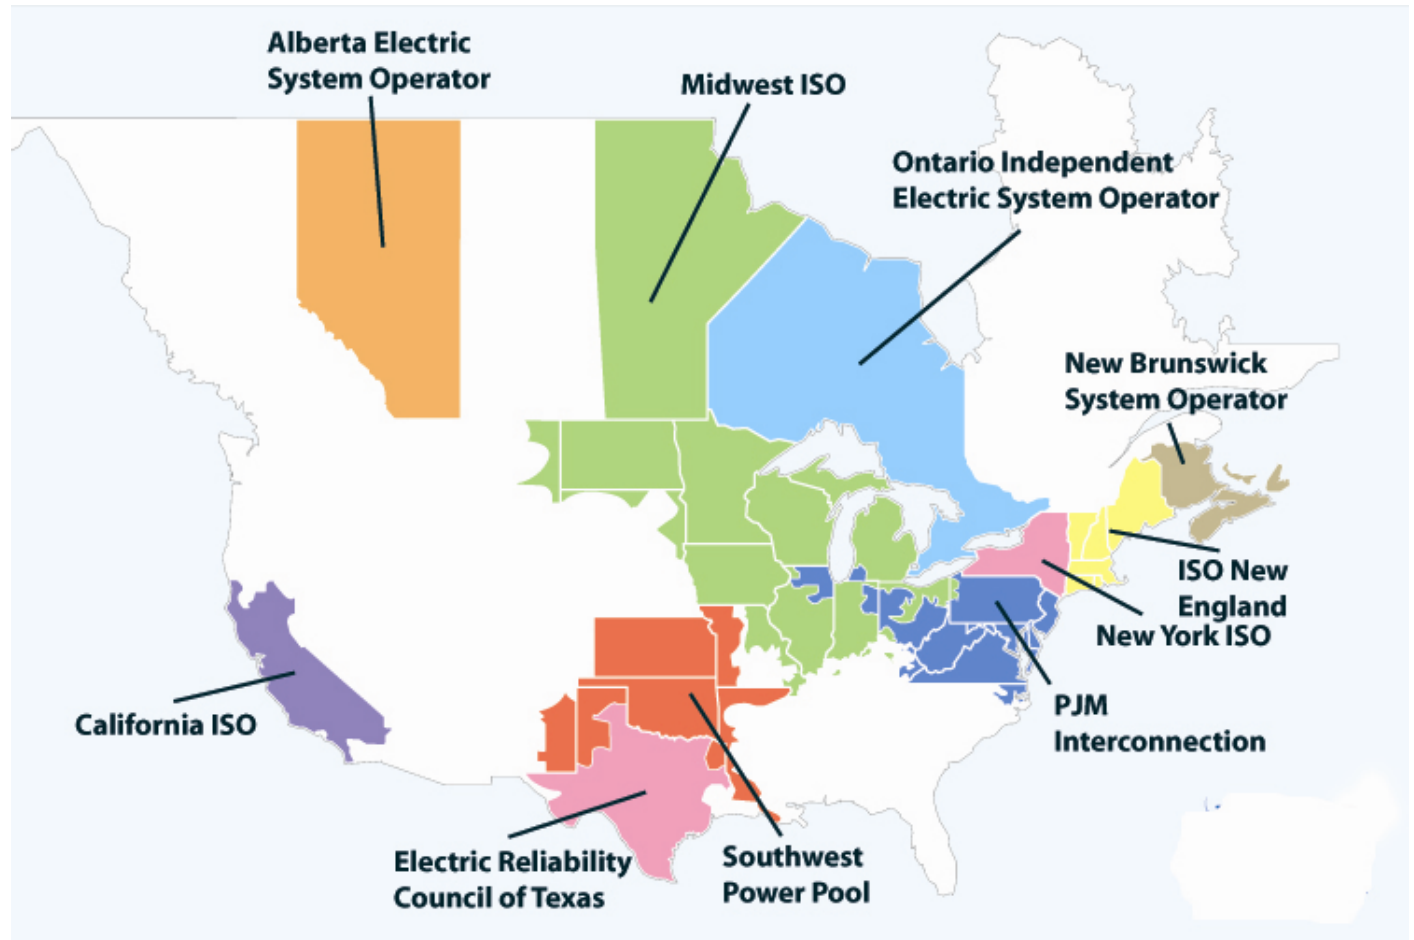 Alberta Electric
System Operator
Midwest ISO
Ontario Independent
Electric System Operator
New Brunswick
System Operator
ISO New
England
New York ISO
PJM
Interconnection
California ISO
Electric Reliability
Council of Texas
Southwest
Power Pool